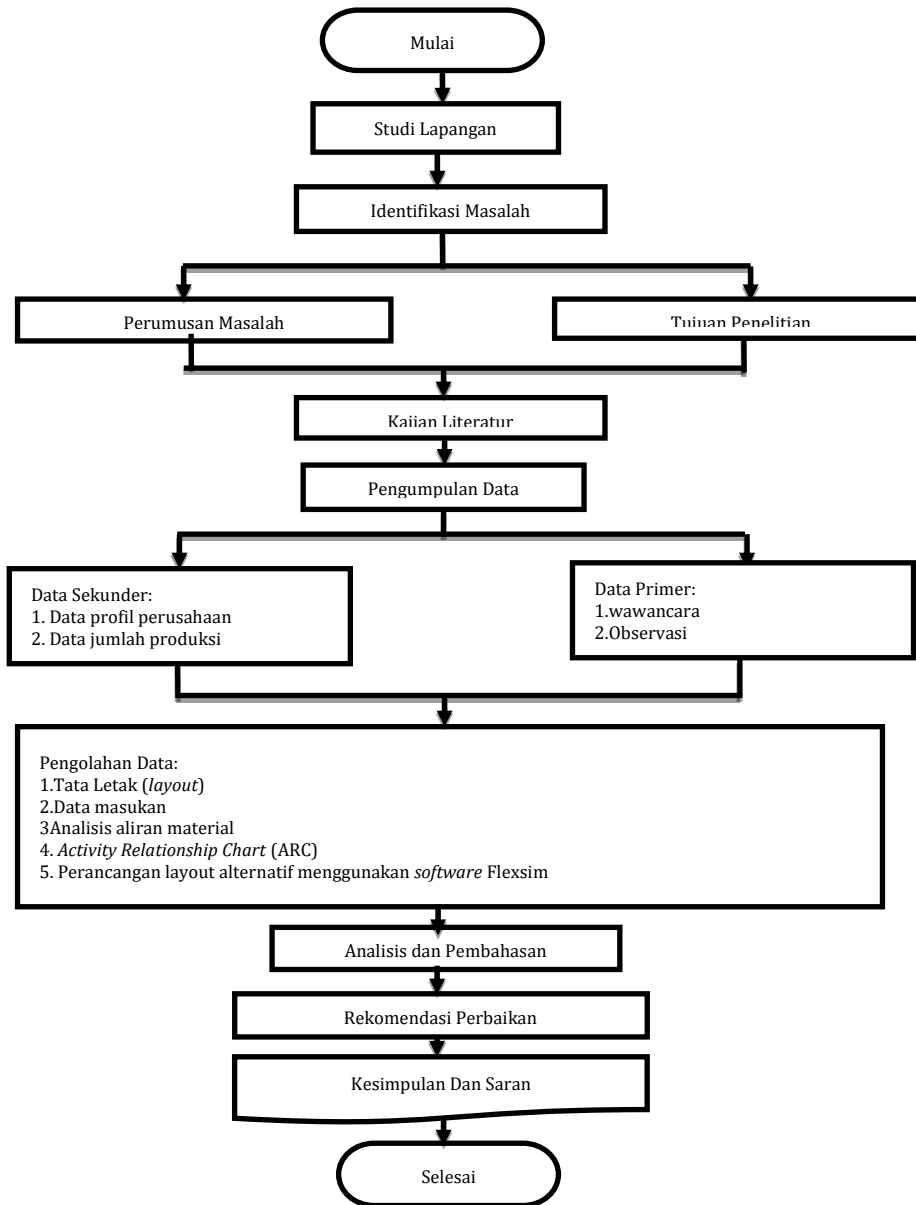 Mulai
Studi Lapangan
Identifikasi Masalah
Perumusan Masalah
Tujuan Penelitian
Kajian Literatur
Pengumpulan Data
Data Sekunder:
1. Data profil perusahaan
2. Data jumlah produksi
Data Primer:
1.wawancara
2.Observasi
Pengolahan Data:
1.Tata Letak (layout)
2.Data masukan
3Analisis aliran material
4. Activity Relationship Chart (ARC)
5. Perancangan layout alternatif menggunakan software Flexsim
Analisis dan Pembahasan
Rekomendasi Perbaikan
Kesimpulan Dan Saran
Selesai